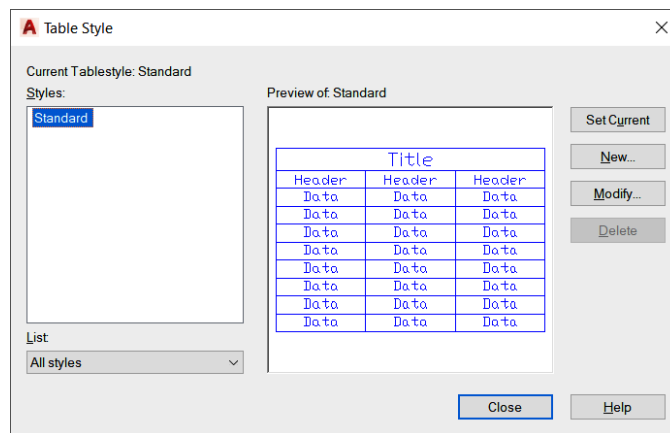 A Table Style
Current Tablestyle: Standard
Styles:
Standard
List:
All styles
Preview of: Standard
Title
Header Header Header
Data Data Data
Data Data Data
Data Data Data
Data Data Data
Data Data Data
Data Data Data
Data Data Data
Data Data Data
Set Current
New...
Modify...
Delete
Close Help